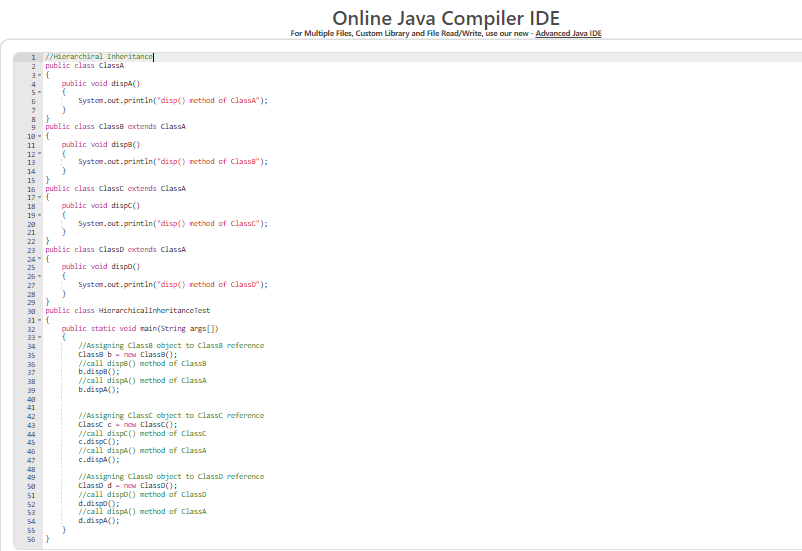 Online Java Compiler IDE
For Multiple Files, Custom Library and File Read/Write, use our new - Advanced Java IDE
1 //Hierarchiral Inheritance
2 public class ClassA
3 {
4 public void dispA()
5 {
6 System.out.println("disp() method of ClassA");
7 }
8 }
9 public class ClassB extends ClassA
10 {
11 public void dispB()
12 {
13 System.out.println("disp() method of ClassB");
14 }
15 }
16 public class ClassC extends ClassA
17 {
18 public void dispC()
19 {
20 System.out.println("disp() method of ClassC");
21 }
22 }
23 public class ClassD extends ClassA
24 {
25 public void dispD()
26 {
27 System.out.println("disp() method of ClassD");
28 }
29 }
30 public class HierarchicalInheritanceTest
31 {
32 public static void main(String args[])
33 {
34 //Assigning ClassB object to ClassB reference
35 ClassB b = new ClassB();
36 //call dispB() method of ClassB
37 b.dispB();
38 //call dispA() method of ClassA
39 b.dispA();
40
41
42 //Assigning ClassC object to ClassC reference
43 ClassC c = new ClassC();
44 //call dispC() method of ClassC
45 c.dispC();
46 //call dispA() method of ClassA
47 c.dispA();
48
49 //Assigning ClassD object to ClassD reference
50 ClassD d = new ClassD();
51 //call dispD() method of ClassD
52 d.dispD();
53 //call dispA() method of ClassA
54 d.dispA();
55 }
56 }